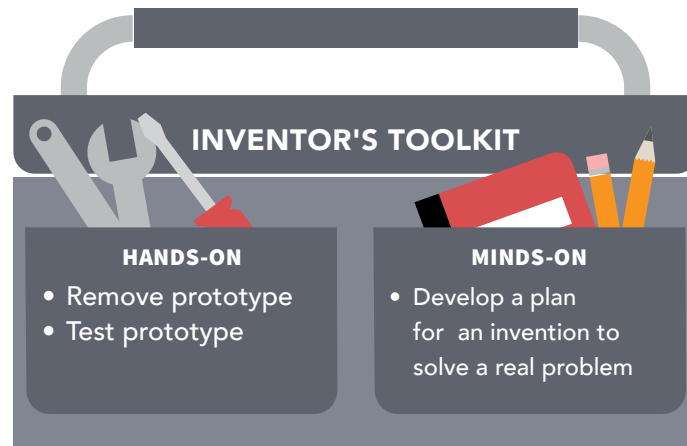 INVENTOR'S TOOLKIT
HANDS-ON
• Remove prototype
• Test prototype
MINDS-ON
• Develop a plan
for an invention to
solve a real problem